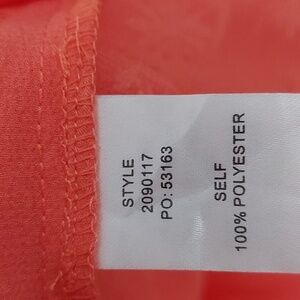 STYLE
2090117
PO: 53163
SELF
100% POLYESTER